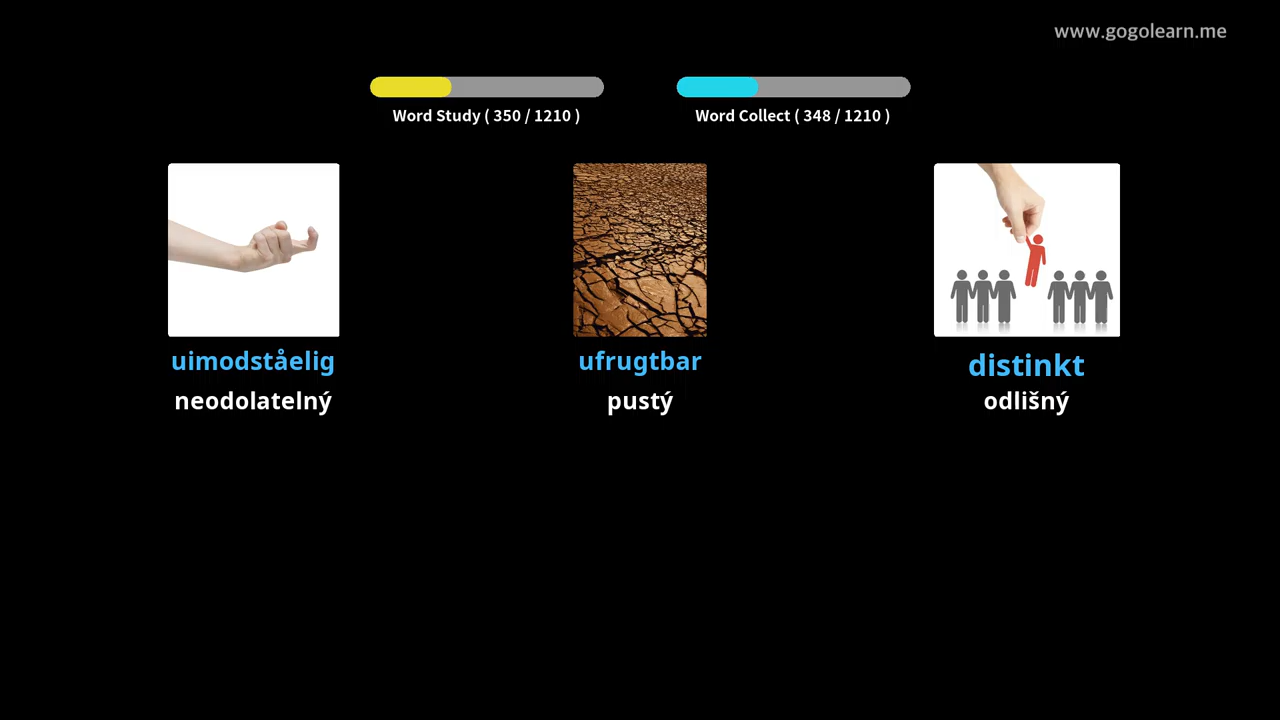 www.gogolearn.me
Word Study ( 350 / 1210 )
Word Collect ( 348 / 1210 )
uimodståelig
ufrugtbar
distinkt
neodolatelný
pustý
odlišný